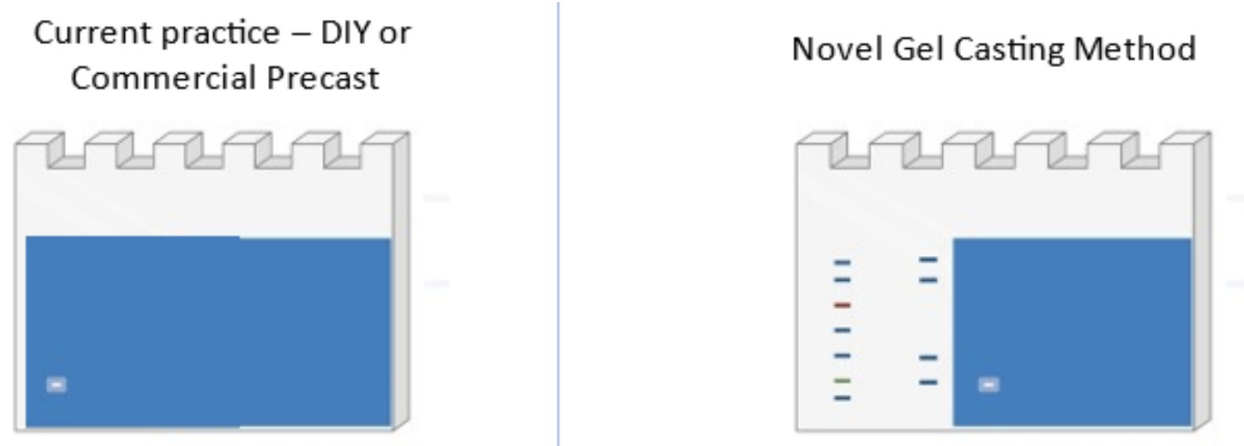 Current practice – DIY or
Commercial Precast
Novel Gel Casting Method